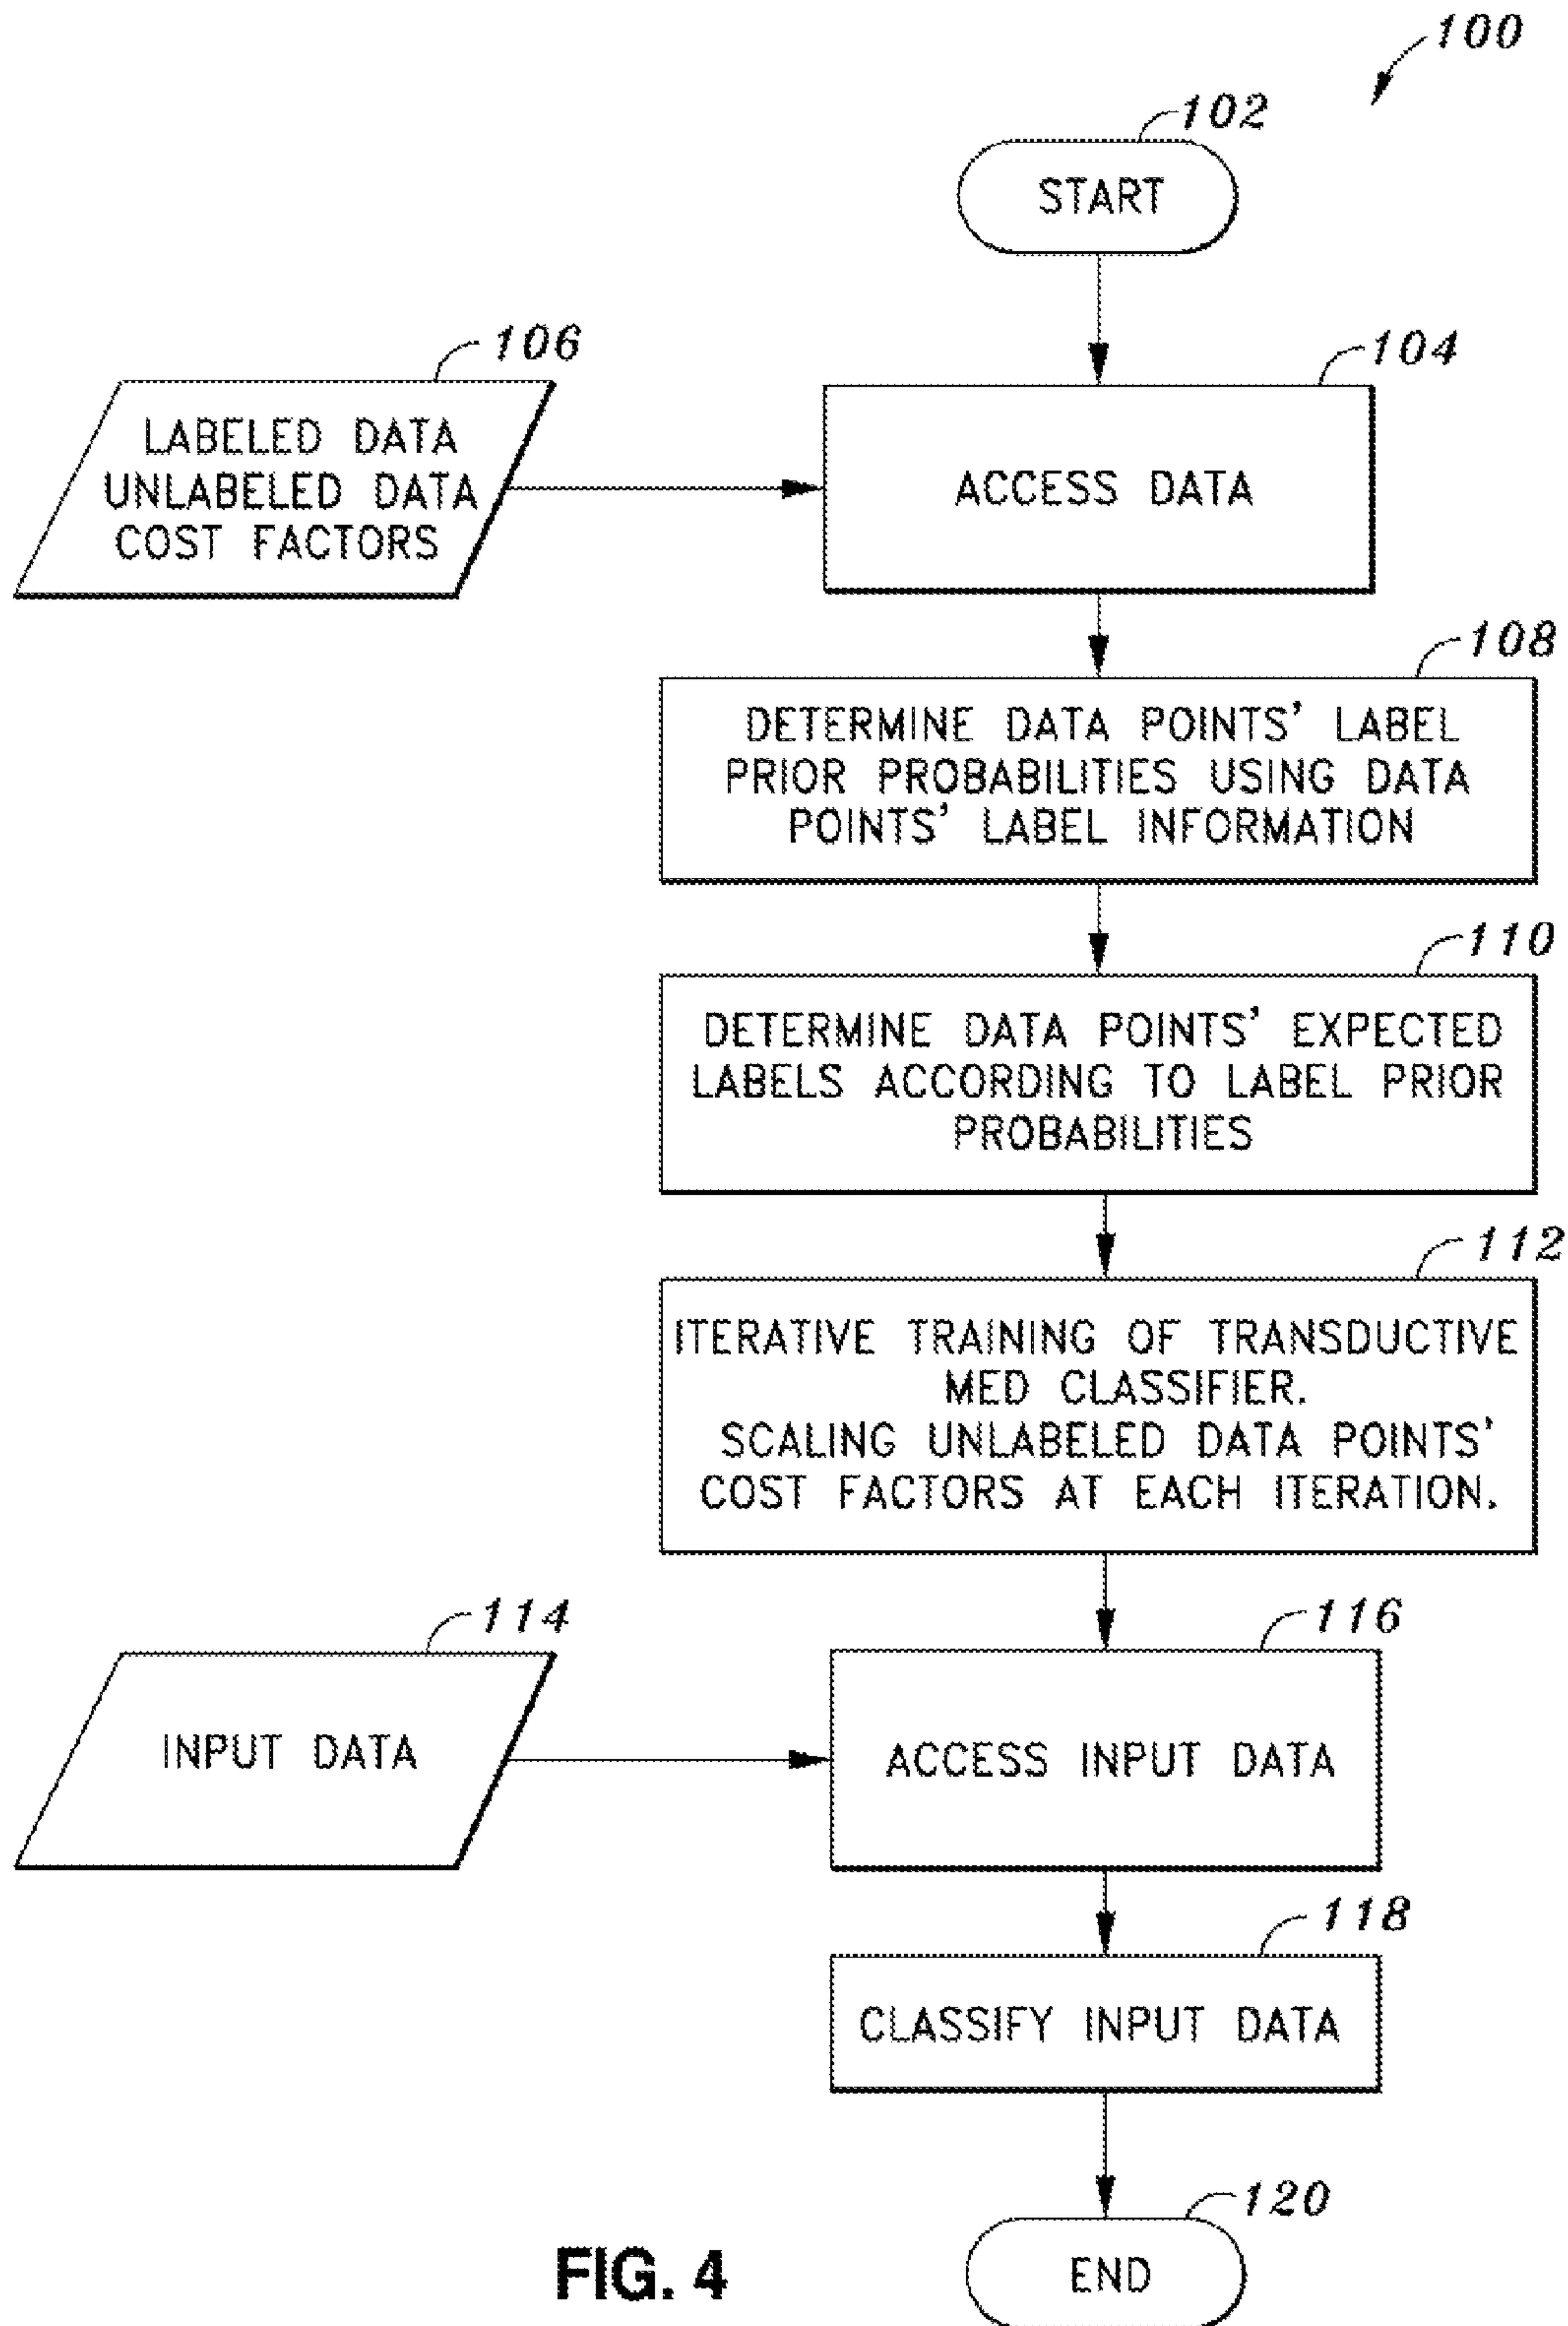 100
102
START
106
LABELED DATA
UNLABELED DATA
COST FACTORS
104
ACCESS DATA
108
DETERMINE DATA POINTS' LABEL
PRIOR PROBABILITIES USING DATA
POINTS' LABEL INFORMATION
110
DETERMINE DATA POINTS' EXPECTED
LABELS ACCORDING TO LABEL PRIOR
PROBABILITIES
112
ITERATIVE TRAINING OF TRANSDUCTIVE
MED CLASSIFIER.
SCALING UNLABELED DATA POINTS'
COST FACTORS AT EACH ITERATION.
114
INPUT DATA
116
ACCESS INPUT DATA
118
CLASSIFY INPUT DATA
120
END
FIG. 4